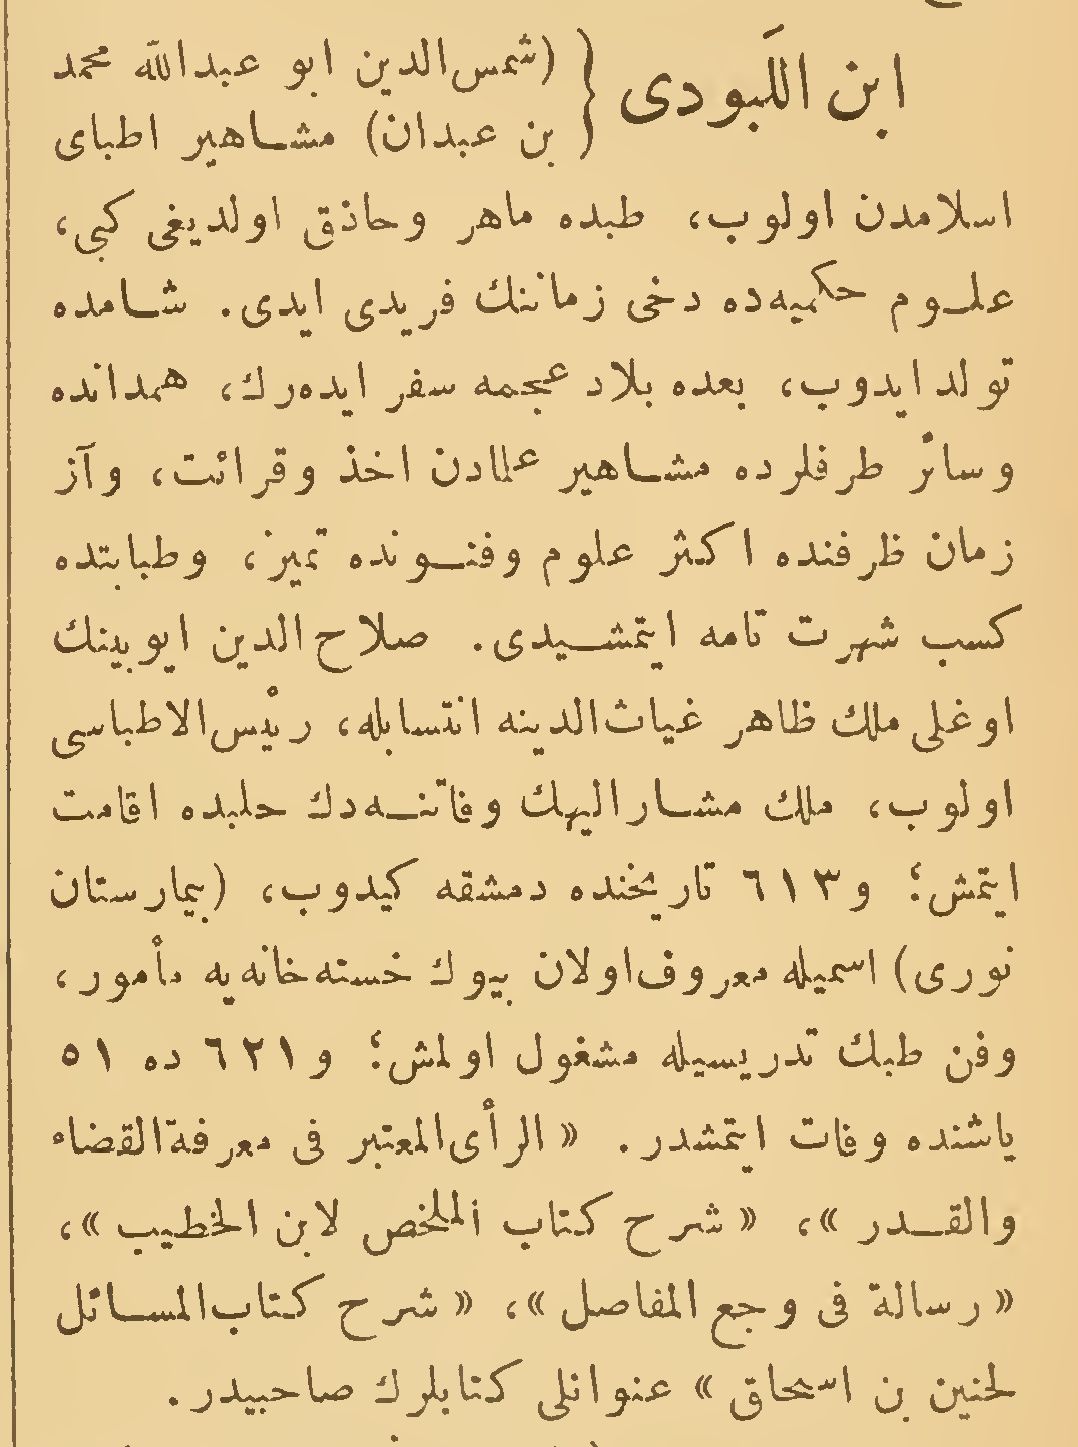 ابن اللَبودی } (شمس‌الدین ابو عبدالله محمد
بن عبدان) مشاهیر اطبای
اسلامدن اولوب، طبده ماهر وحاذق اولدیغی کبی،
علوم حکمیه‌ده دخی زماننك فریدی ایدی. شامده
تولد ایدوب، بعده بلاد عجمه سفر ایده‌رك، همدانده
وسائر طرفلرده مشاهیر علمادن اخذ وقرائت، وآز
زمان ظرفنده اکثر علوم وفنونده تمیز، وطبابتده
کسب شهرت تامه ایتمشیدی. صلاح‌الدین ایوبینك
اوغلی ملك ظاهر غیاث‌الدینه انتسابله، رئیس‌الاطباسی
اولوب، ملك مشارالیهك وفاتنه‌دك حلبده اقامت
ایتمش؛ و ٦١٣ تاریخنده دمشقه کیدوب، (بیمارستان
نوری) اسمیله معروف‌اولان بیوك خسته‌خانه‌یه مأمور،
وفن طبك تدریسیله مشغول اولمش؛ و ٦٢١ ده ٥١
یاشنده وفات ایتمشدر. «الرأی‌المعتبر فی معرفة‌القضاء
والقدر»، «شرح کتاب الملخص لابن الخطیب»،
«رسالة فی وجع المفاصل»، «شرح کتاب‌المسائل
لحنین بن اسحاق» عنوانلی کتابلرك صاحبیدر.